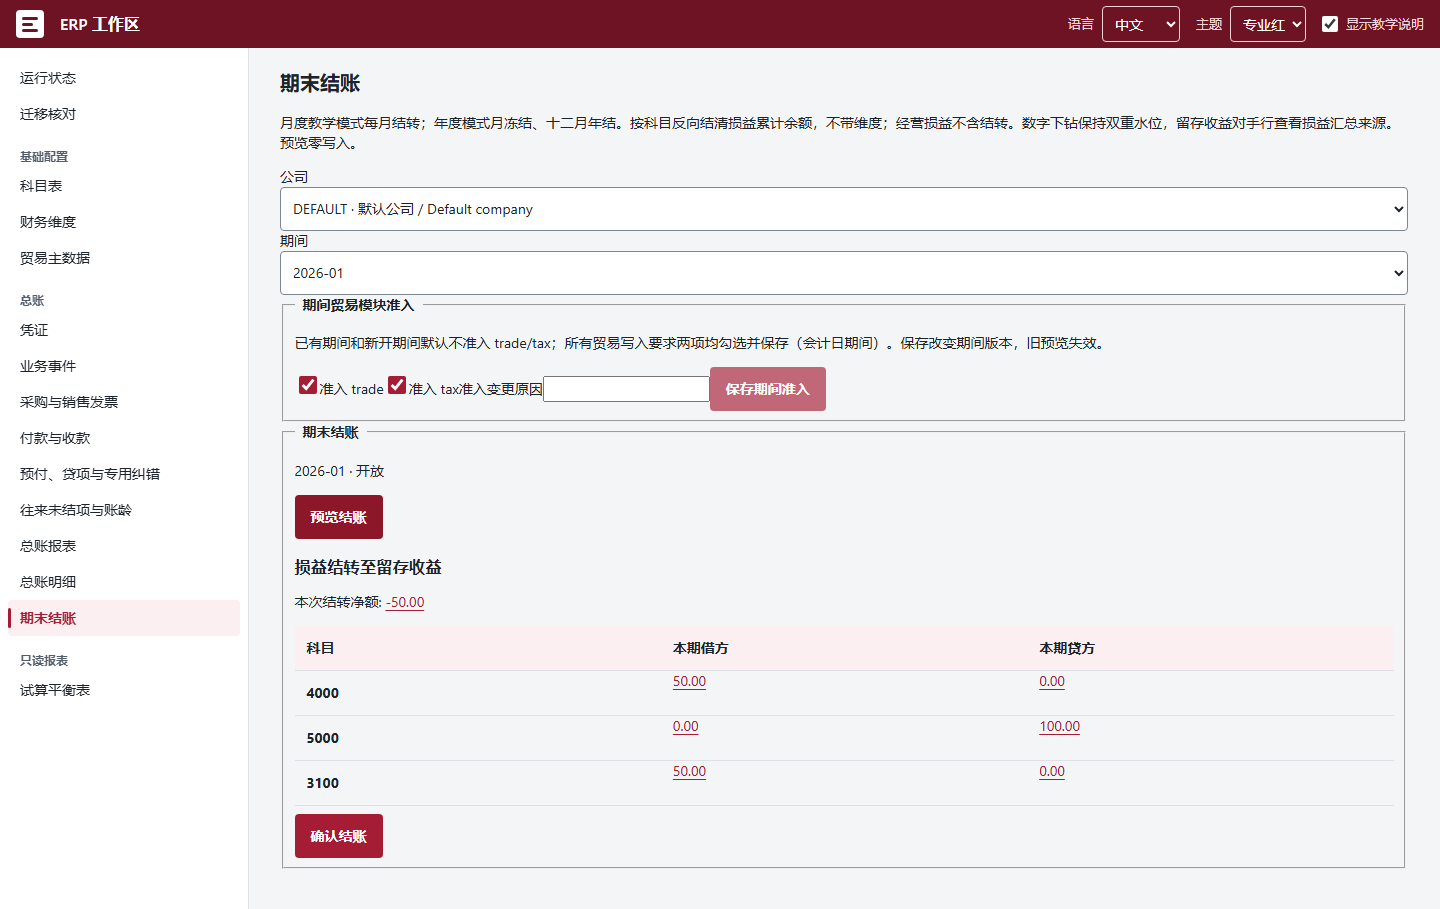 ERP 工作区
语言
中文
主题
专业红
显示教学说明
运行状态
迁移核对
基础配置
科目表
财务维度
贸易主数据
总账
凭证
业务事件
采购与销售发票
付款与收款
预付、贷项与专用纠错
往来未结项与账龄
总账报表
总账明细
期末结账
只读报表
试算平衡表
期末结账
月度教学模式每月结转；年度模式月冻结、十二月年结。按科目反向结清损益累计余额，不带维度；经营损益不含结转。数字下钻保持双重水位，留存收益对手行查看损益汇总来源。
预览零写入。
公司
DEFAULT · 默认公司 / Default company
期间
2026-01
期间贸易模块准入
已有期间和新开期间默认不准入 trade/tax；所有贸易写入要求两项均勾选并保存（会计日期间）。保存改变期间版本，旧预览失效。
准入 trade 准入 tax准入变更原因 保存期间准入
期末结账
2026-01 · 开放
预览结账
损益结转至留存收益
本次结转净额: -50.00
科目 本期借方 本期贷方
4000 50.00 0.00
5000 0.00 100.00
3100 50.00 0.00
确认结账